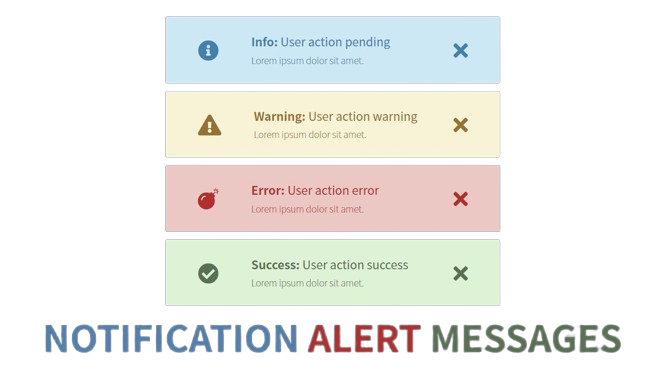 Info: User action pending
Lorem ipsum dolor sit amet.
Warning: User action warning
Lorem ipsum dolor sit amet.
Error: User action error
Lorem ipsum dolor sit amet.
Success: User action success
Lorem ipsum dolor sit amet.
NOTIFICATION ALERT MESSAGES